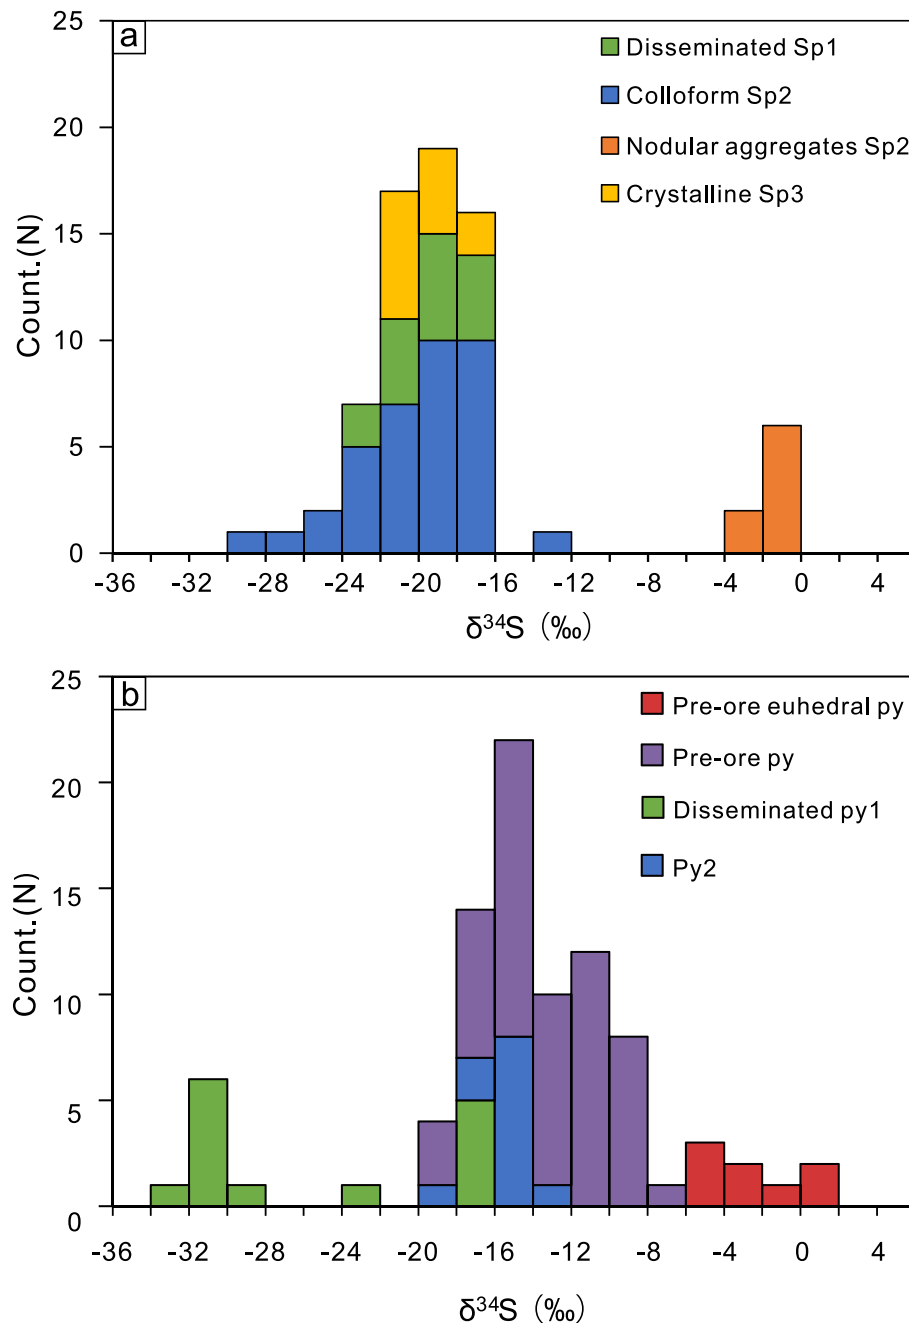 a
25
20
15
10
5
0
Count.(N)
Disseminated Sp1
Colloform Sp2
Nodular aggregates Sp2
Crystalline Sp3
-36 -32 -28 -24 -20 -16 -12 -8 -4 0 4
δ³⁴S (‰)
b
25
20
15
10
5
0
Count.(N)
Pre-ore euhedral py
Pre-ore py
Disseminated py1
Py2
-36 -32 -28 -24 -20 -16 -12 -8 -4 0 4
δ³⁴S (‰)